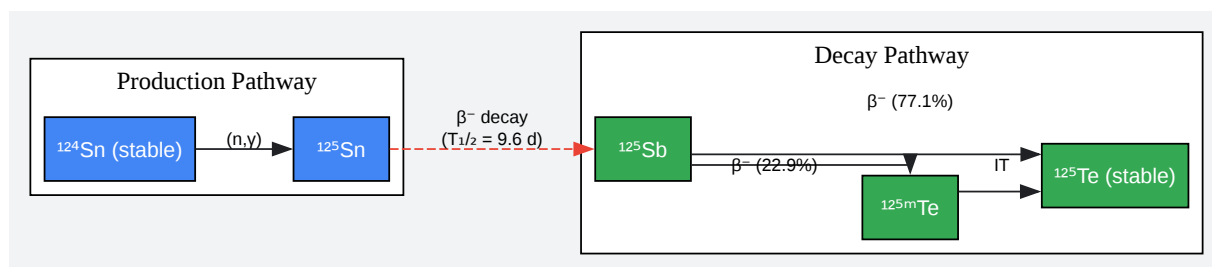 Production Pathway
¹²⁴Sn (stable)
(n,γ)
¹²⁵Sn
β⁻ decay
(T₁/₂ = 9.6 d)
Decay Pathway
β⁻ (77.1%)
¹²⁵Sb
β⁻ (22.9%)
IT
¹²⁵ᵐTe
¹²⁵Te (stable)